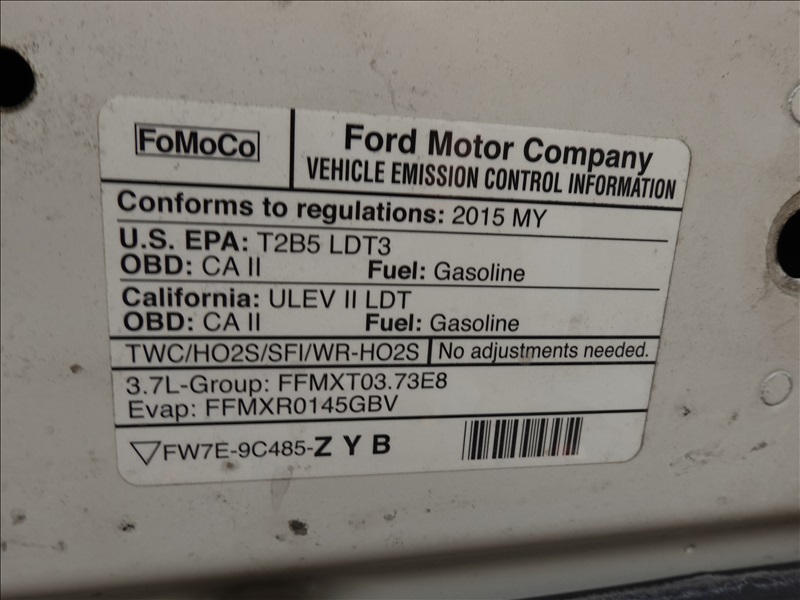 FoMoCo
Ford Motor Company
VEHICLE EMISSION CONTROL INFORMATION
Conforms to regulations: 2015 MY
U.S. EPA: T2B5 LDT3
OBD: CA II Fuel: Gasoline
California: ULEV II LDT
OBD: CA II Fuel: Gasoline
TWC/HO2S/SFI/WR-HO2S No adjustments needed.
3.7L-Group: FFMXT03.73E8
Evap: FFMXR0145GBV
FW7E-9C485-Z Y B